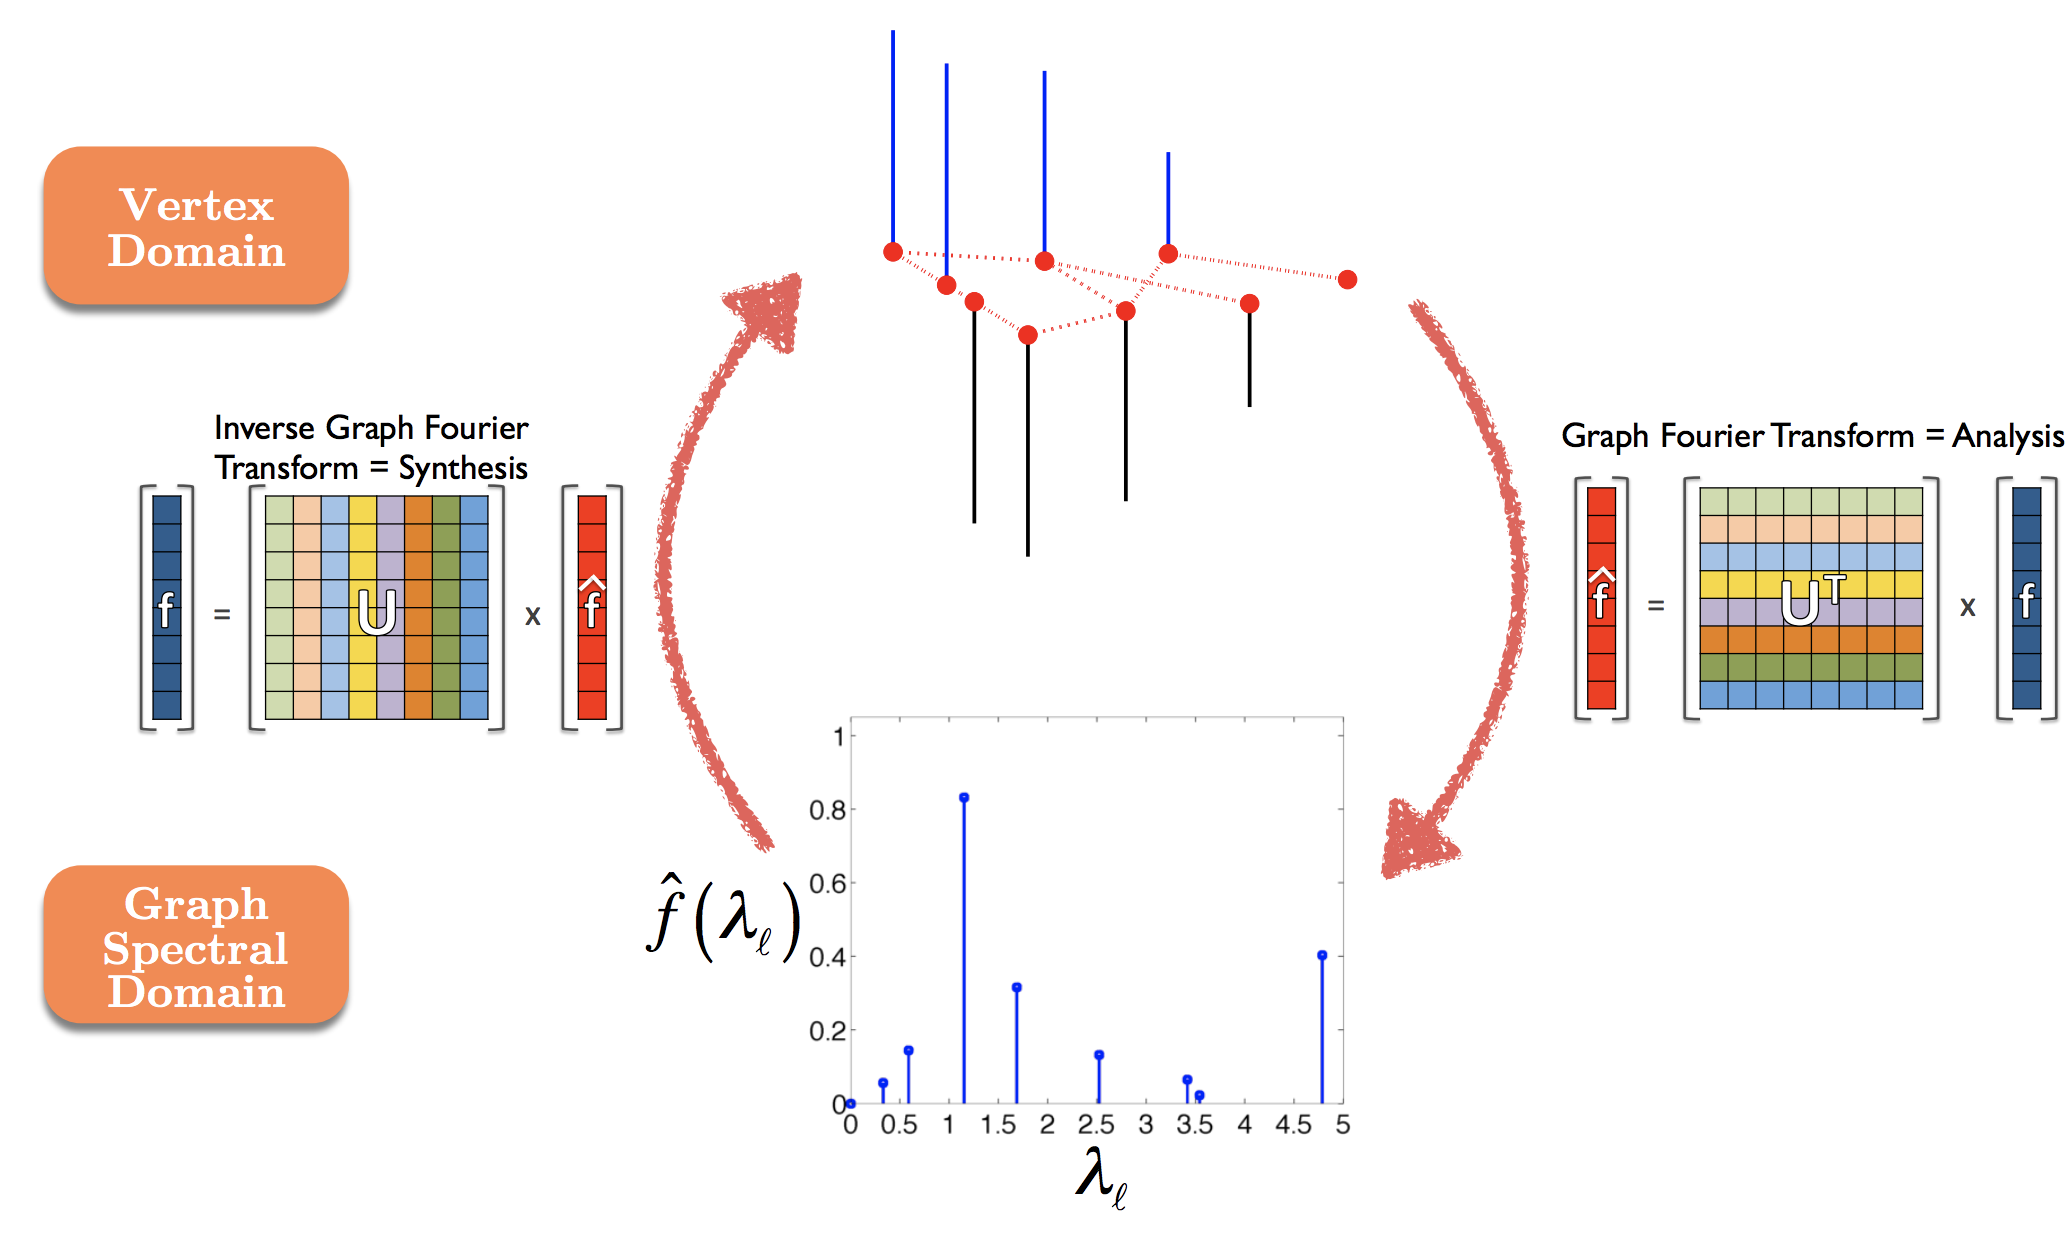 Vertex
Domain
Inverse Graph Fourier
Transform = Synthesis
f = U x f̂
Graph Fourier Transform = Analysis
f̂ = Uᵀ x f
Graph
Spectral
Domain
f̂(λ_ℓ)
1
0.8
0.6
0.4
0.2
0
0 0.5 1 1.5 2 2.5 3 3.5 4 4.5 5
λ_ℓ